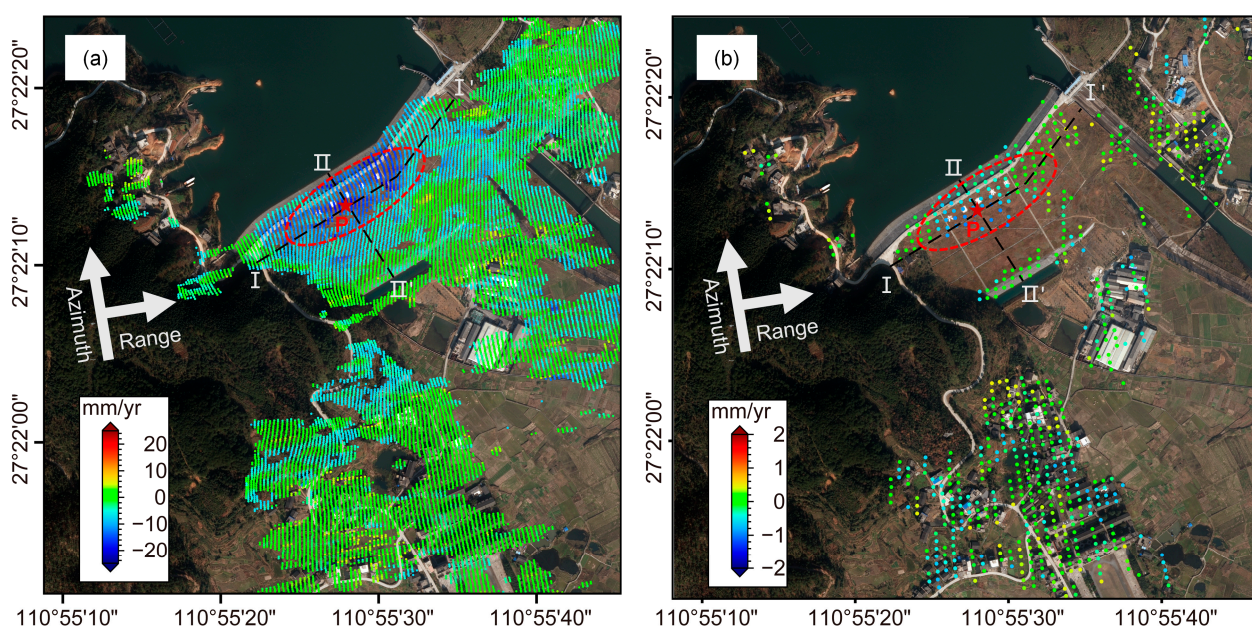 (a)
27°22'20"
27°22'10"
27°22'00"
I'
II
P
I
II'
Azimuth
Range
mm/yr
20
10
0
−10
−20
110°55'10"
110°55'20"
110°55'30"
110°55'40"
(b)
27°22'20"
27°22'10"
27°22'00"
I'
II
P
I
II'
Azimuth
Range
mm/yr
2
1
0
−1
−2
110°55'10"
110°55'20"
110°55'30"
110°55'40"